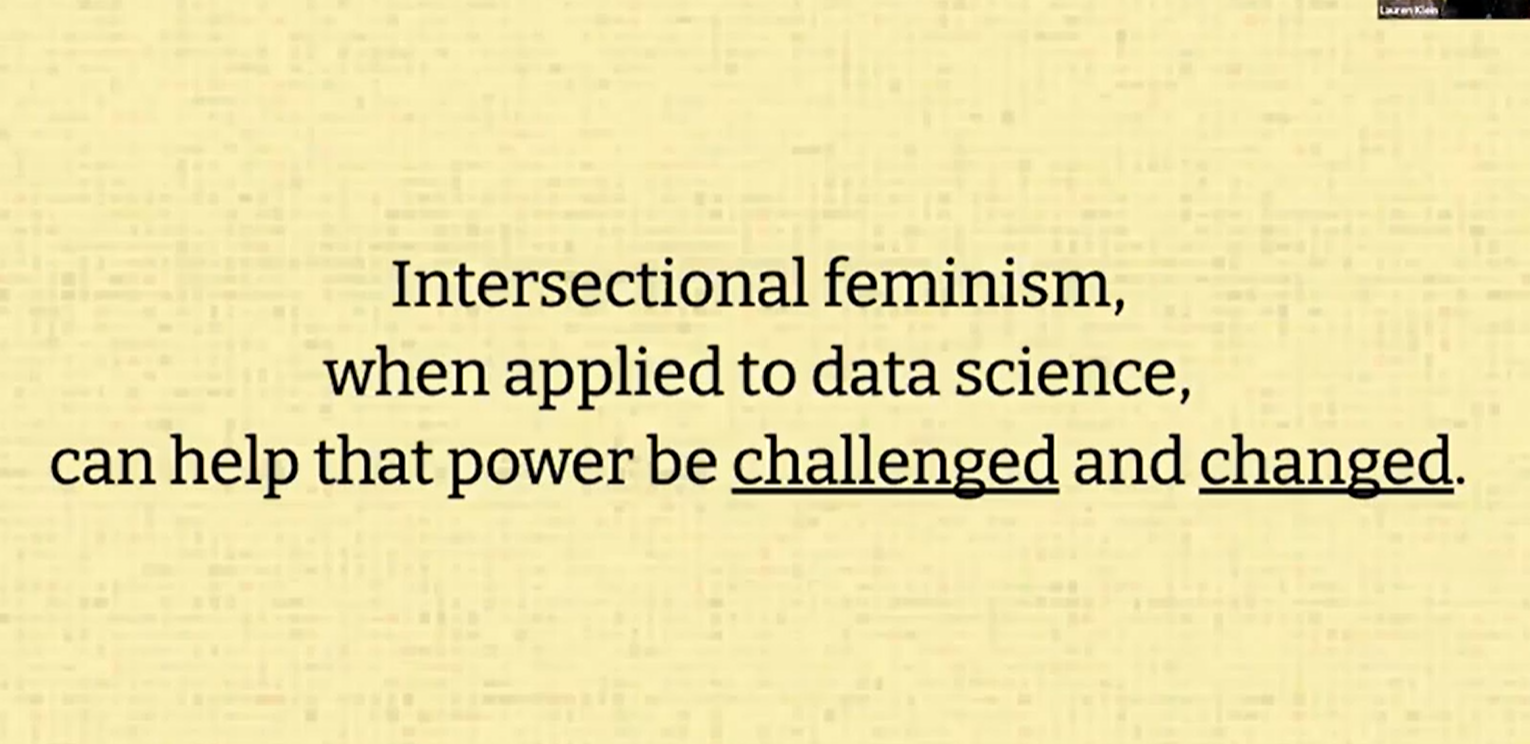 Lauren Klein
Intersectional feminism,
when applied to data science,
can help that power be challenged and changed.